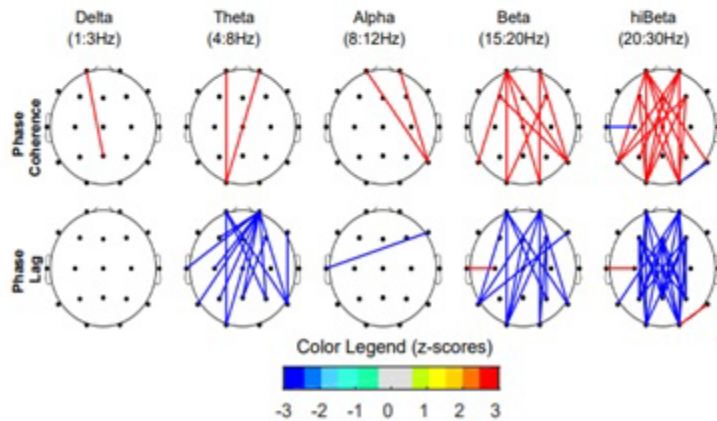 Delta Theta Alpha Beta hiBeta
(1:3Hz) (4:8Hz) (8:12Hz) (15:20Hz) (20:30Hz)
Phase
Coherence
Phase
Lag
Color Legend (z-scores)
-3 -2 -1 0 1 2 3